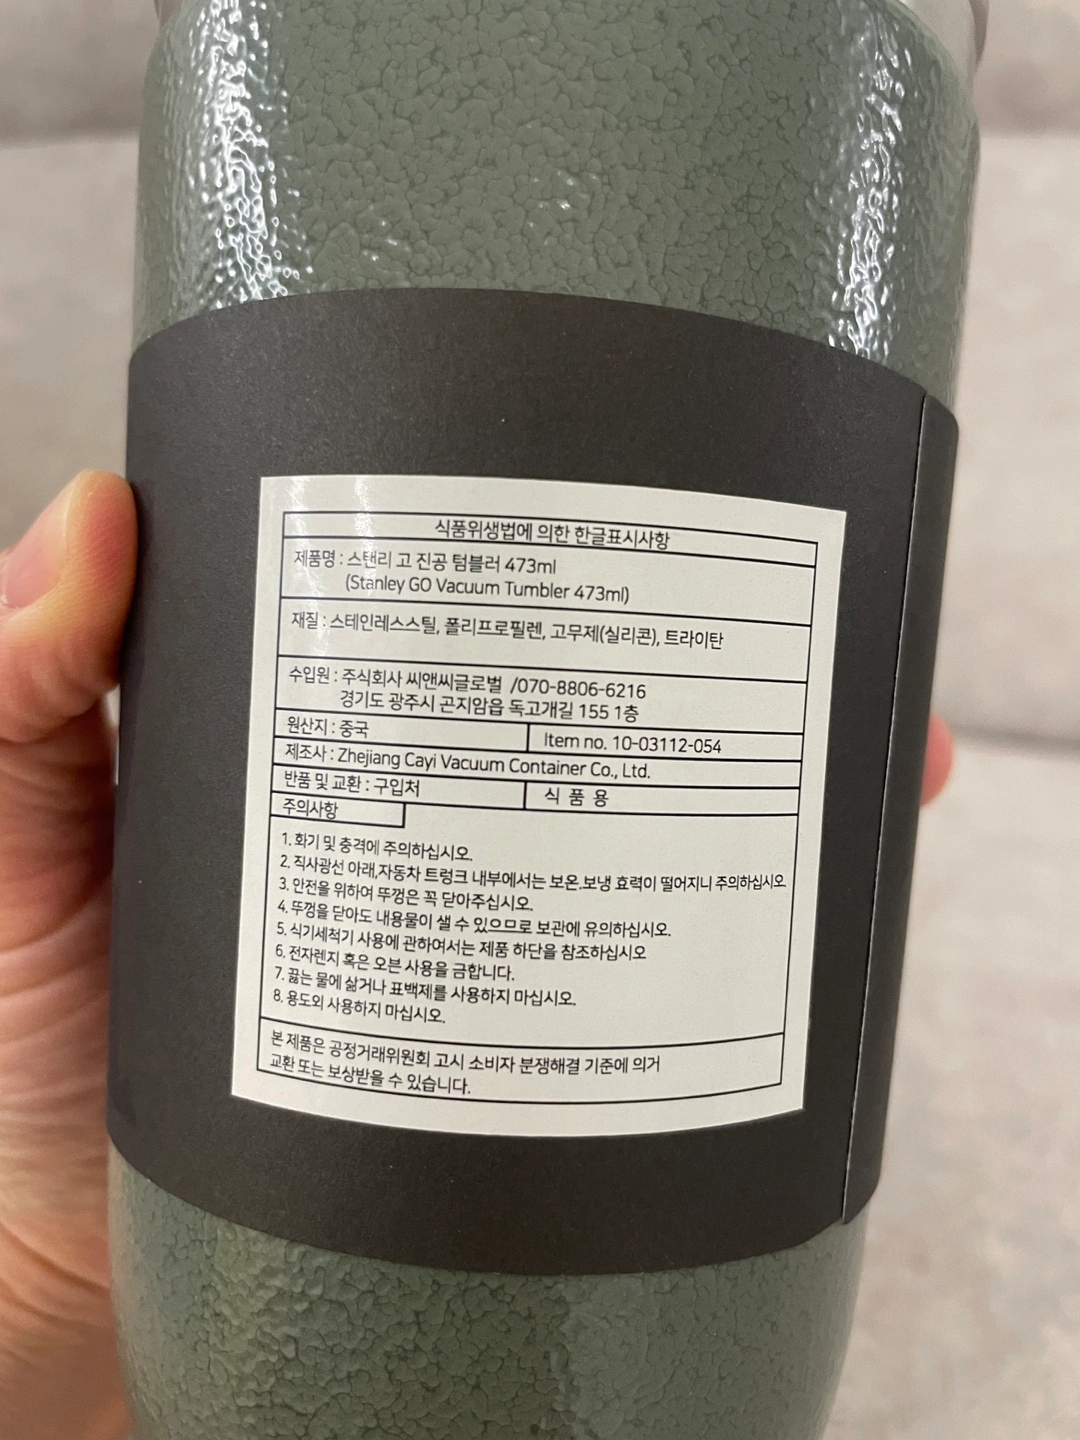 식품위생법에 의한 한글표시사항
제품명 : 스탠리 고 진공 텀블러 473ml
(Stanley GO Vacuum Tumbler 473ml)
재질 : 스테인레스스틸, 폴리프로필렌, 고무제(실리콘), 트라이탄
수입원 : 주식회사 씨앤씨글로벌 /070-8806-6216
경기도 광주시 곤지암읍 독고개길 155 1층
원산지 : 중국
Item no. 10-03112-054
제조사 : Zhejiang Cayi Vacuum Container Co., Ltd.
반품 및 교환 : 구입처
식 품 용
주의사항
1. 화기 및 충격에 주의하십시오.
2. 직사광선 아래,자동차 트렁크 내부에서는 보온.보냉 효력이 떨어지니 주의하십시오.
3. 안전을 위하여 뚜껑은 꼭 닫아주십시오.
4. 뚜껑을 닫아도 내용물이 샐 수 있으므로 보관에 유의하십시오.
5. 식기세척기 사용에 관하여서는 제품 하단을 참조하십시오
6. 전자렌지 혹은 오븐 사용을 금합니다.
7. 끓는 물에 삶거나 표백제를 사용하지 마십시오.
8. 용도외 사용하지 마십시오.
본 제품은 공정거래위원회 고시 소비자 분쟁해결 기준에 의거
교환 또는 보상받을 수 있습니다.